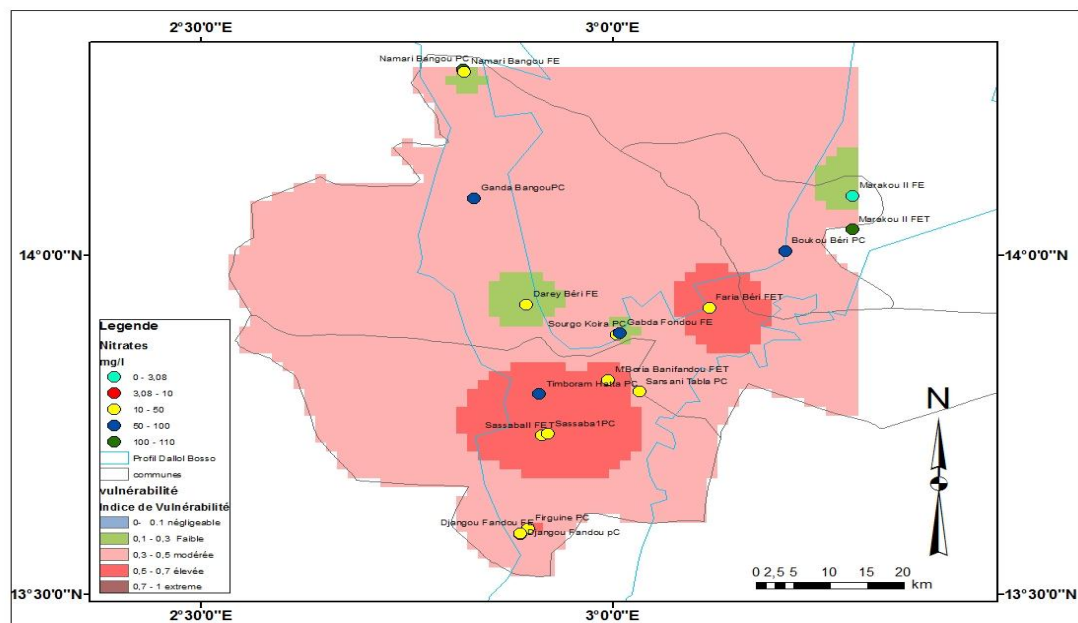 2°30'0"E 3°0'0"E
Namari Bangou PC
Namari Bangou FE
Ganda BangouPC
Marakou II FE
Marakou II FET
Boukou Béri PC
14°0'0"N 14°0'0"N
Darey Béri FE
Faria Béri FET
Sourgo Koira PC
Gabda Fondou FE
M'Beria Banifandou FET
Timboram Hatta PC
Sansani Tabla PC
SassabaII FET
Sassaba1PC
Firguine PC
Djangou Fandou FE
Djangou Fandou pC
Legende
Nitrates
mg/l
0 - 3,08
3,08 - 10
10 - 50
50 - 100
100 - 110
Profil Dallol Bosso
communes
vulnérabilité
Indice de Vulnérabilité
0- 0.1 négligeable
0,1 - 0,3 Faible
0,3 - 0,5 modérée
0,5 - 0,7 élevée
0,7 - 1 extreme
N
0 2,5 5 10 15 20
km
13°30'0"N 13°30'0"N
2°30'0"E 3°0'0"E